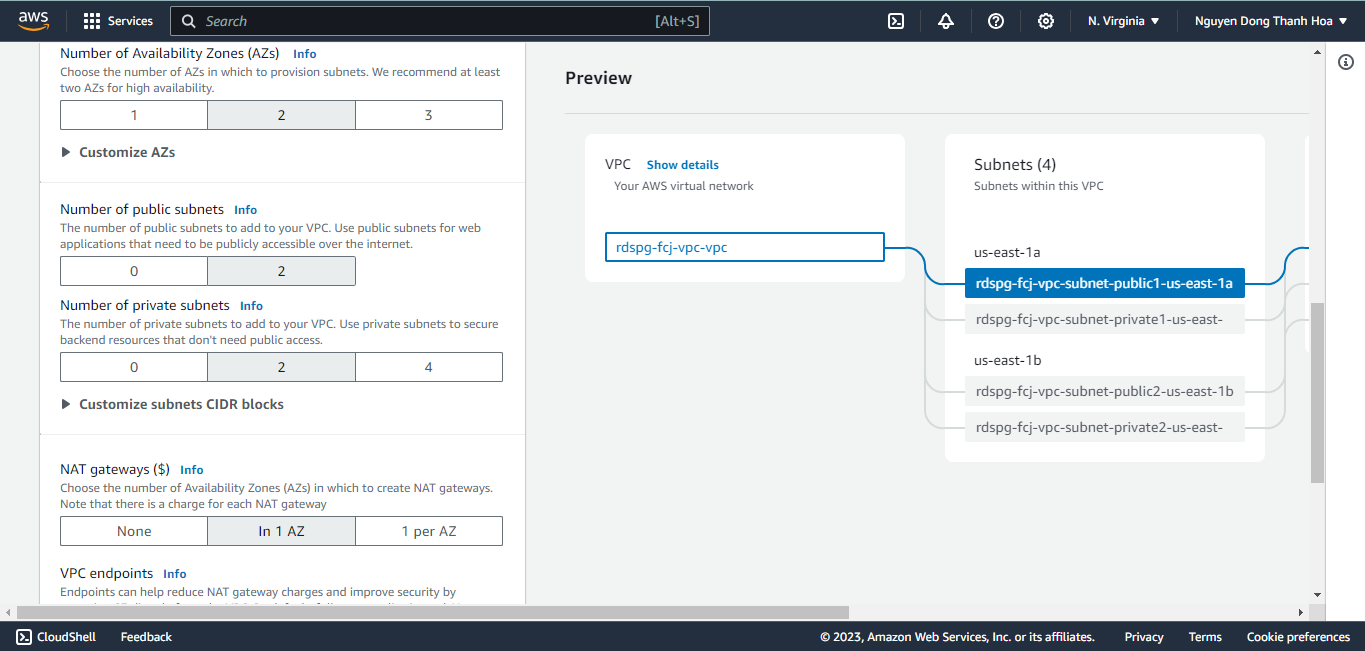 aws
Services
Search
[Alt+S]
N. Virginia
Nguyen Dong Thanh Hoa
Number of Availability Zones (AZs) Info
Choose the number of AZs in which to provision subnets. We recommend at least
two AZs for high availability.
1 2 3
Customize AZs
Number of public subnets Info
The number of public subnets to add to your VPC. Use public subnets for web
applications that need to be publicly accessible over the internet.
0 2
Number of private subnets Info
The number of private subnets to add to your VPC. Use private subnets to secure
backend resources that don't need public access.
0 2 4
Customize subnets CIDR blocks
NAT gateways ($) Info
Choose the number of Availability Zones (AZs) in which to create NAT gateways.
Note that there is a charge for each NAT gateway
None In 1 AZ 1 per AZ
VPC endpoints Info
Endpoints can help reduce NAT gateway charges and improve security by
Preview
VPC Show details
Your AWS virtual network
rdspg-fcj-vpc-vpc
Subnets (4)
Subnets within this VPC
us-east-1a
rdspg-fcj-vpc-subnet-public1-us-east-1a
rdspg-fcj-vpc-subnet-private1-us-east-
us-east-1b
rdspg-fcj-vpc-subnet-public2-us-east-1b
rdspg-fcj-vpc-subnet-private2-us-east-
CloudShell Feedback © 2023, Amazon Web Services, Inc. or its affiliates. Privacy Terms Cookie preferences